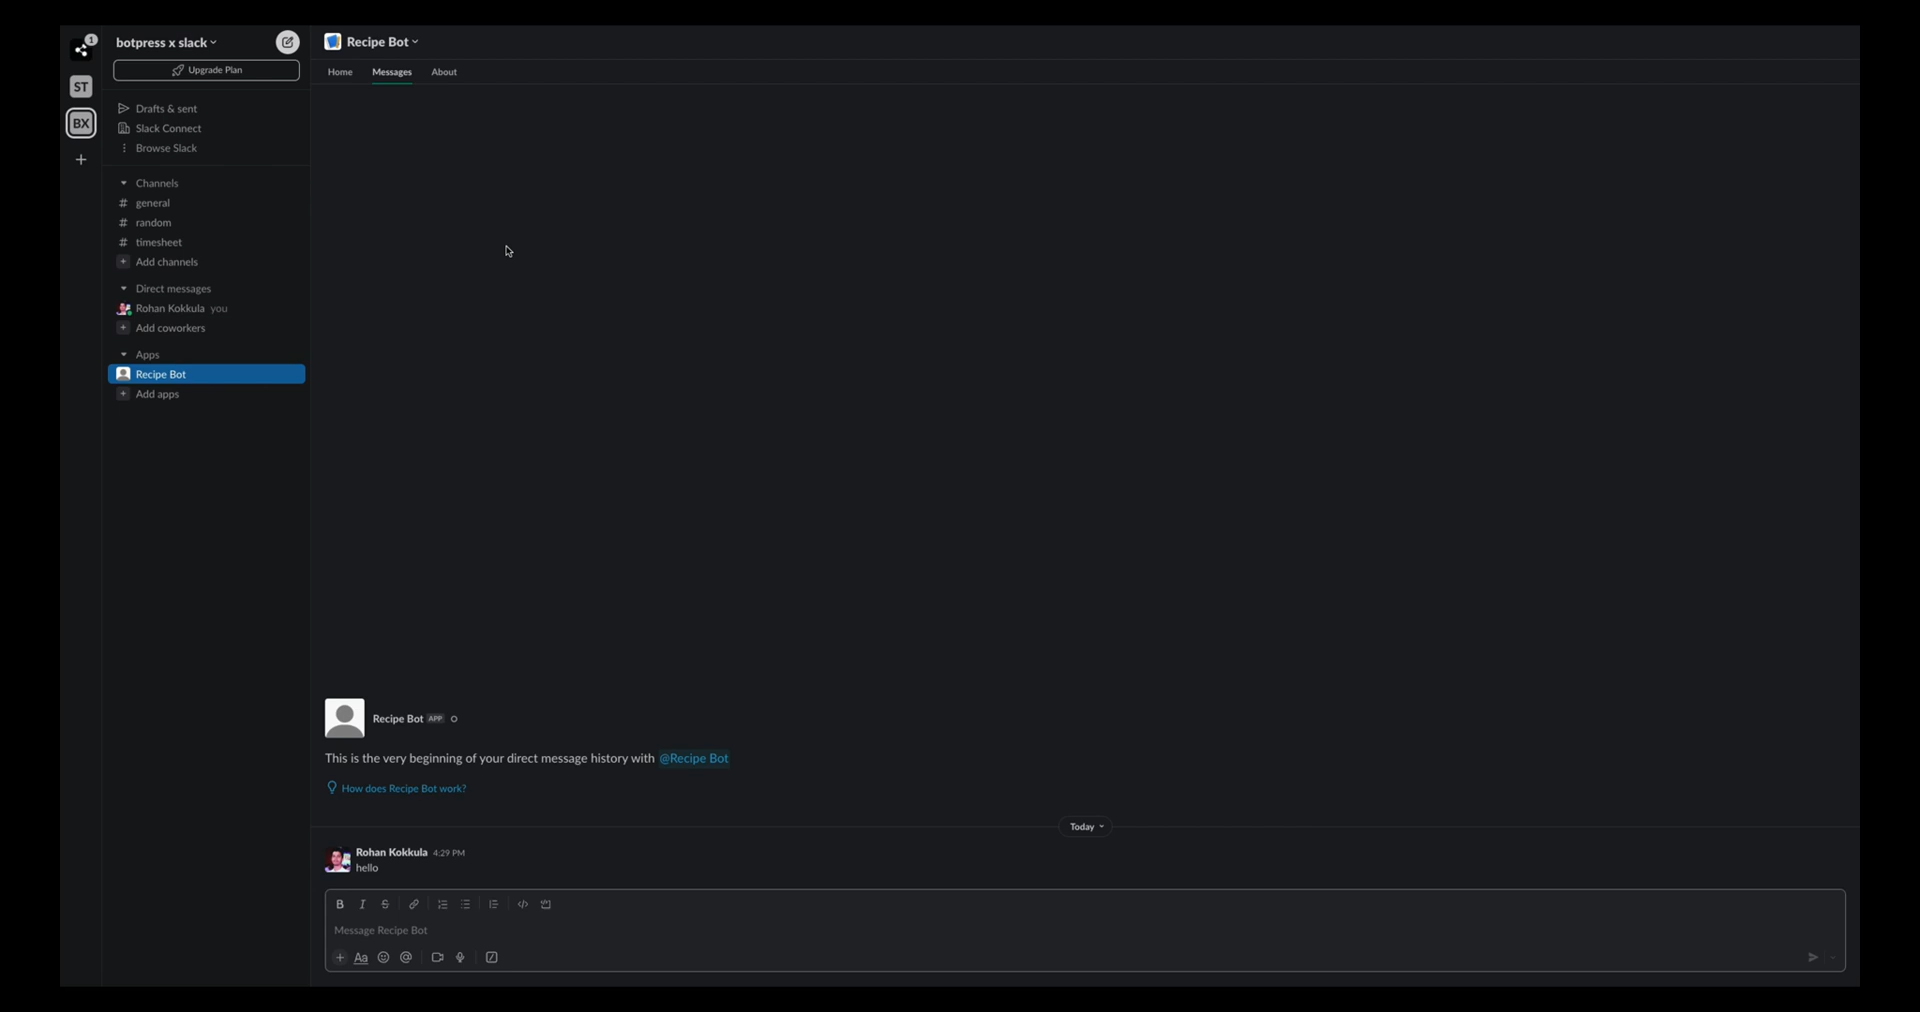 1
botpress x slack
Upgrade Plan
ST
BX
Drafts & sent
Slack Connect
Browse Slack
Channels
# general
# random
# timesheet
+ Add channels
Direct messages
Rohan Kokkula you
+ Add coworkers
Apps
Recipe Bot
+ Add apps
Recipe Bot
Home Messages About
Recipe Bot APP
This is the very beginning of your direct message history with @Recipe Bot
How does Recipe Bot work?
Today
Rohan Kokkula 4:29 PM
hello
B I S
Message Recipe Bot
+ Aa @